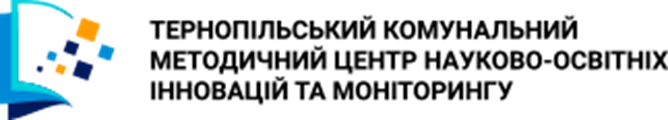 ТЕРНОПІЛЬСЬКИЙ КОМУНАЛЬНИЙ
МЕТОДИЧНИЙ ЦЕНТР НАУКОВО-ОСВІТНІХ
ІННОВАЦІЙ ТА МОНІТОРИНГУ